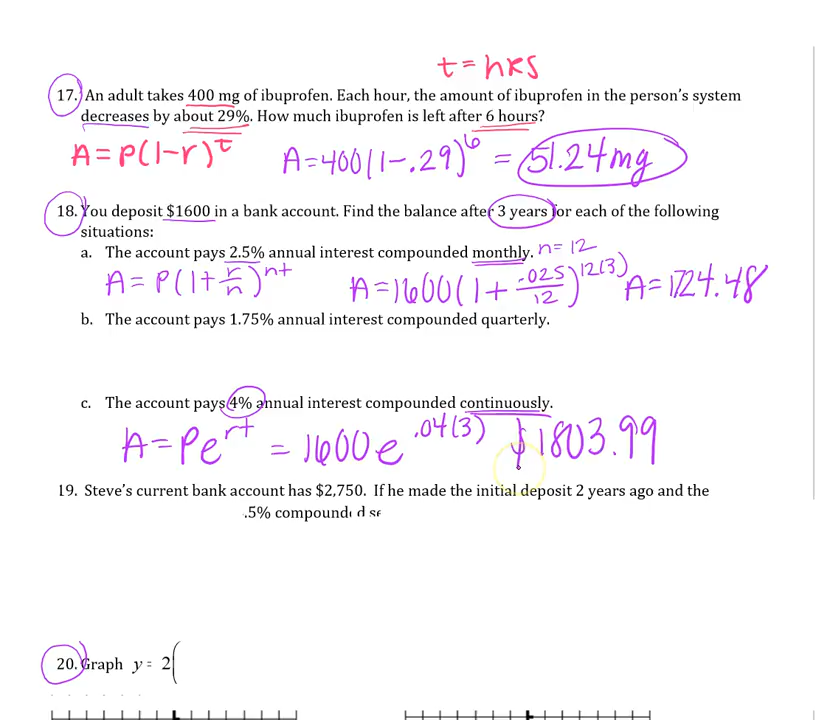 t = hrs
17. An adult takes 400 mg of ibuprofen. Each hour, the amount of ibuprofen in the person's system
decreases by about 29%. How much ibuprofen is left after 6 hours?
A = P(1-r)^t A = 400(1-.29)^6 = 51.24mg
18. You deposit $1600 in a bank account. Find the balance after 3 years for each of the following
situations:
a. The account pays 2.5% annual interest compounded monthly. n = 12
A = P(1+r/n)^nt A = 1600(1+.025/12)^12(3) A = 1724.48
b. The account pays 1.75% annual interest compounded quarterly.
c. The account pays 4% annual interest compounded continuously.
A = Pe^rt = 1600e^.04(3) $1803.99
19. Steve's current bank account has $2,750. If he made the initial deposit 2 years ago and the
.5% compound
20. Graph y = 2(